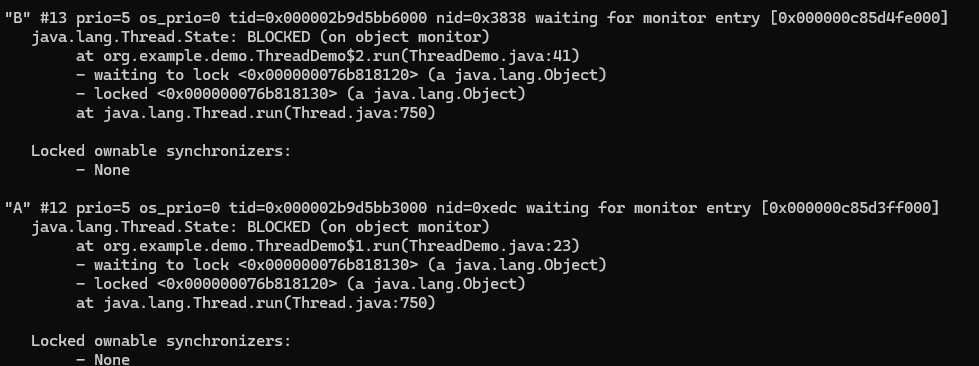 "B" #13 prio=5 os_prio=0 tid=0x000002b9d5bb6000 nid=0x3838 waiting for monitor entry [0x000000c85d4fe000]
java.lang.Thread.State: BLOCKED (on object monitor)
at org.example.demo.ThreadDemo$2.run(ThreadDemo.java:41)
- waiting to lock <0x000000076b818120> (a java.lang.Object)
- locked <0x000000076b818130> (a java.lang.Object)
at java.lang.Thread.run(Thread.java:750)
Locked ownable synchronizers:
- None
"A" #12 prio=5 os_prio=0 tid=0x000002b9d5bb3000 nid=0xedc waiting for monitor entry [0x000000c85d3ff000]
java.lang.Thread.State: BLOCKED (on object monitor)
at org.example.demo.ThreadDemo$1.run(ThreadDemo.java:23)
- waiting to lock <0x000000076b818130> (a java.lang.Object)
- locked <0x000000076b818120> (a java.lang.Object)
at java.lang.Thread.run(Thread.java:750)
Locked ownable synchronizers:
- None